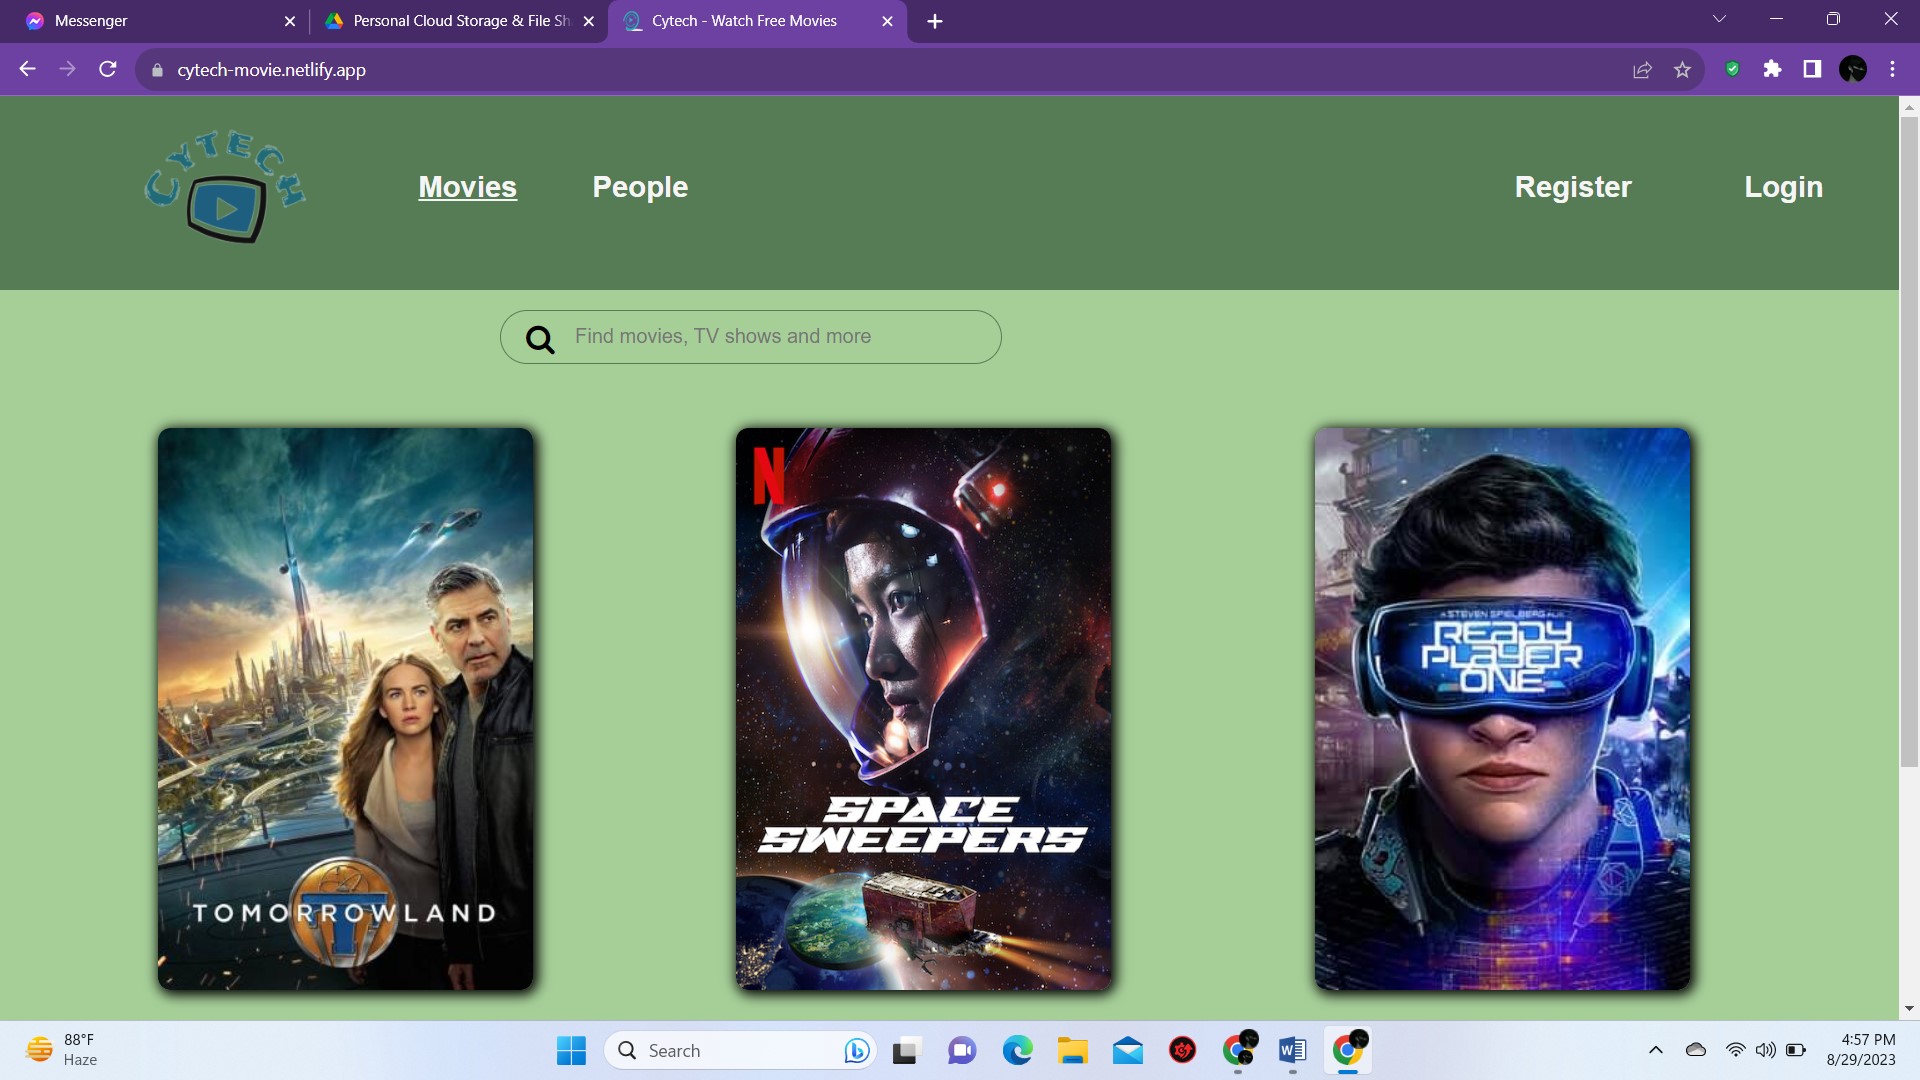 Messenger
Personal Cloud Storage & File Sh
Cytech - Watch Free Movies
cytech-movie.netlify.app
CYTECH
Movies
People
Register
Login
Find movies, TV shows and more
TOMORROWLAND
T
N
SPACE
SWEEPERS
A STEVEN SPIELBERG FILM
READY
PLAYER
ONE
88°F
Haze
Search
W
4:57 PM
8/29/2023